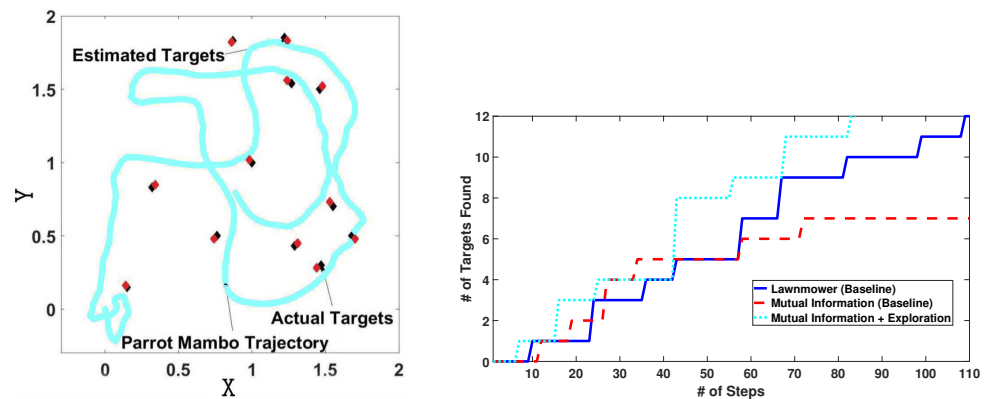 2
1.5
1
0.5
0
Y
Estimated Targets
Actual Targets
Parrot Mambo Trajectory
0
0.5
1
1.5
2
X
12
10
8
6
4
2
0
# of Targets Found
Lawnmower (Baseline)
Mutual Information (Baseline)
Mutual Information + Exploration
10
20
30
40
50
60
70
80
90
100
110
# of Steps